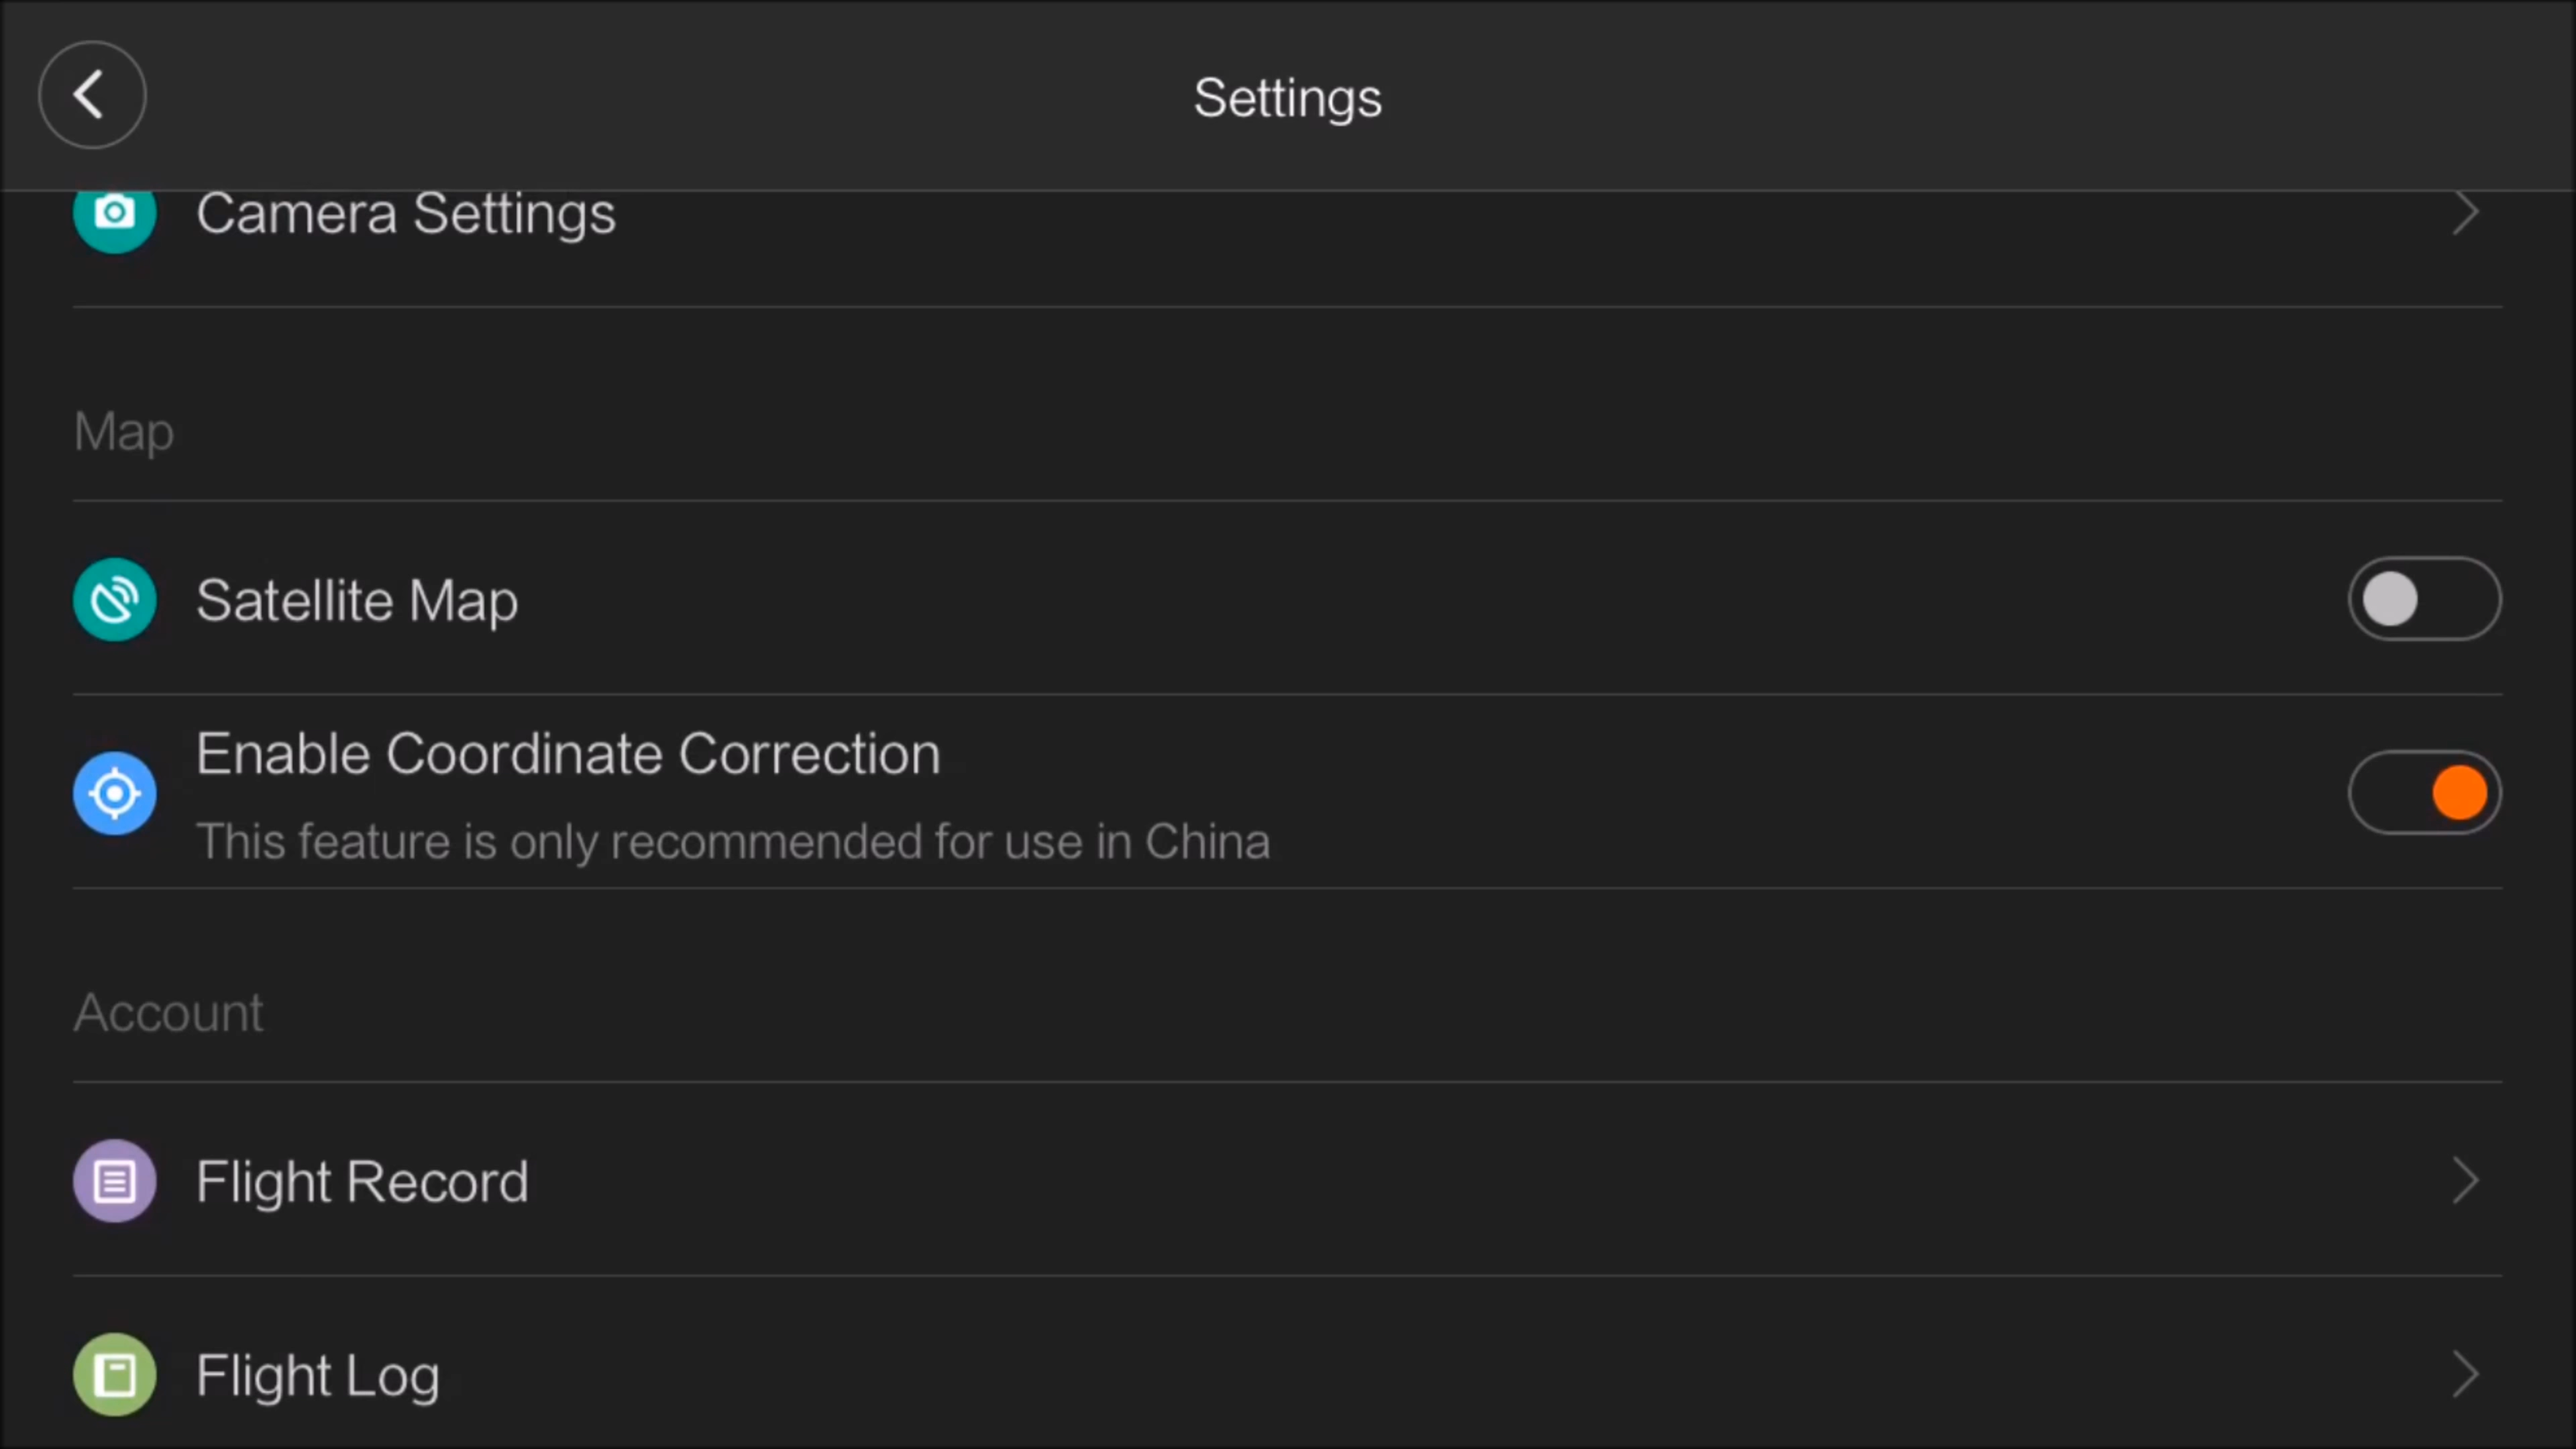 Settings
Camera Settings
Map
Satellite Map
Enable Coordinate Correction
This feature is only recommended for use in China
Account
Flight Record
Flight Log